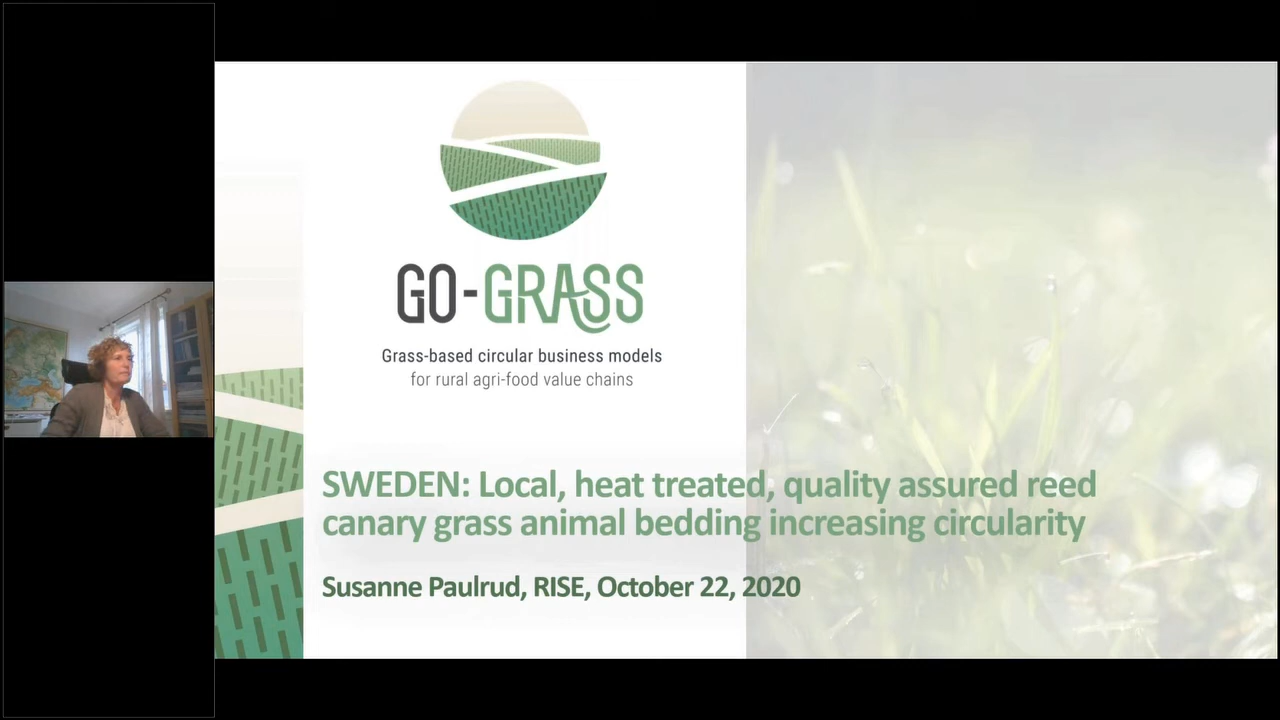 GO-GRASS
Grass-based circular business models
for rural agri-food value chains
SWEDEN: Local, heat treated, quality assured reed
canary grass animal bedding increasing circularity
Susanne Paulrud, RISE, October 22, 2020